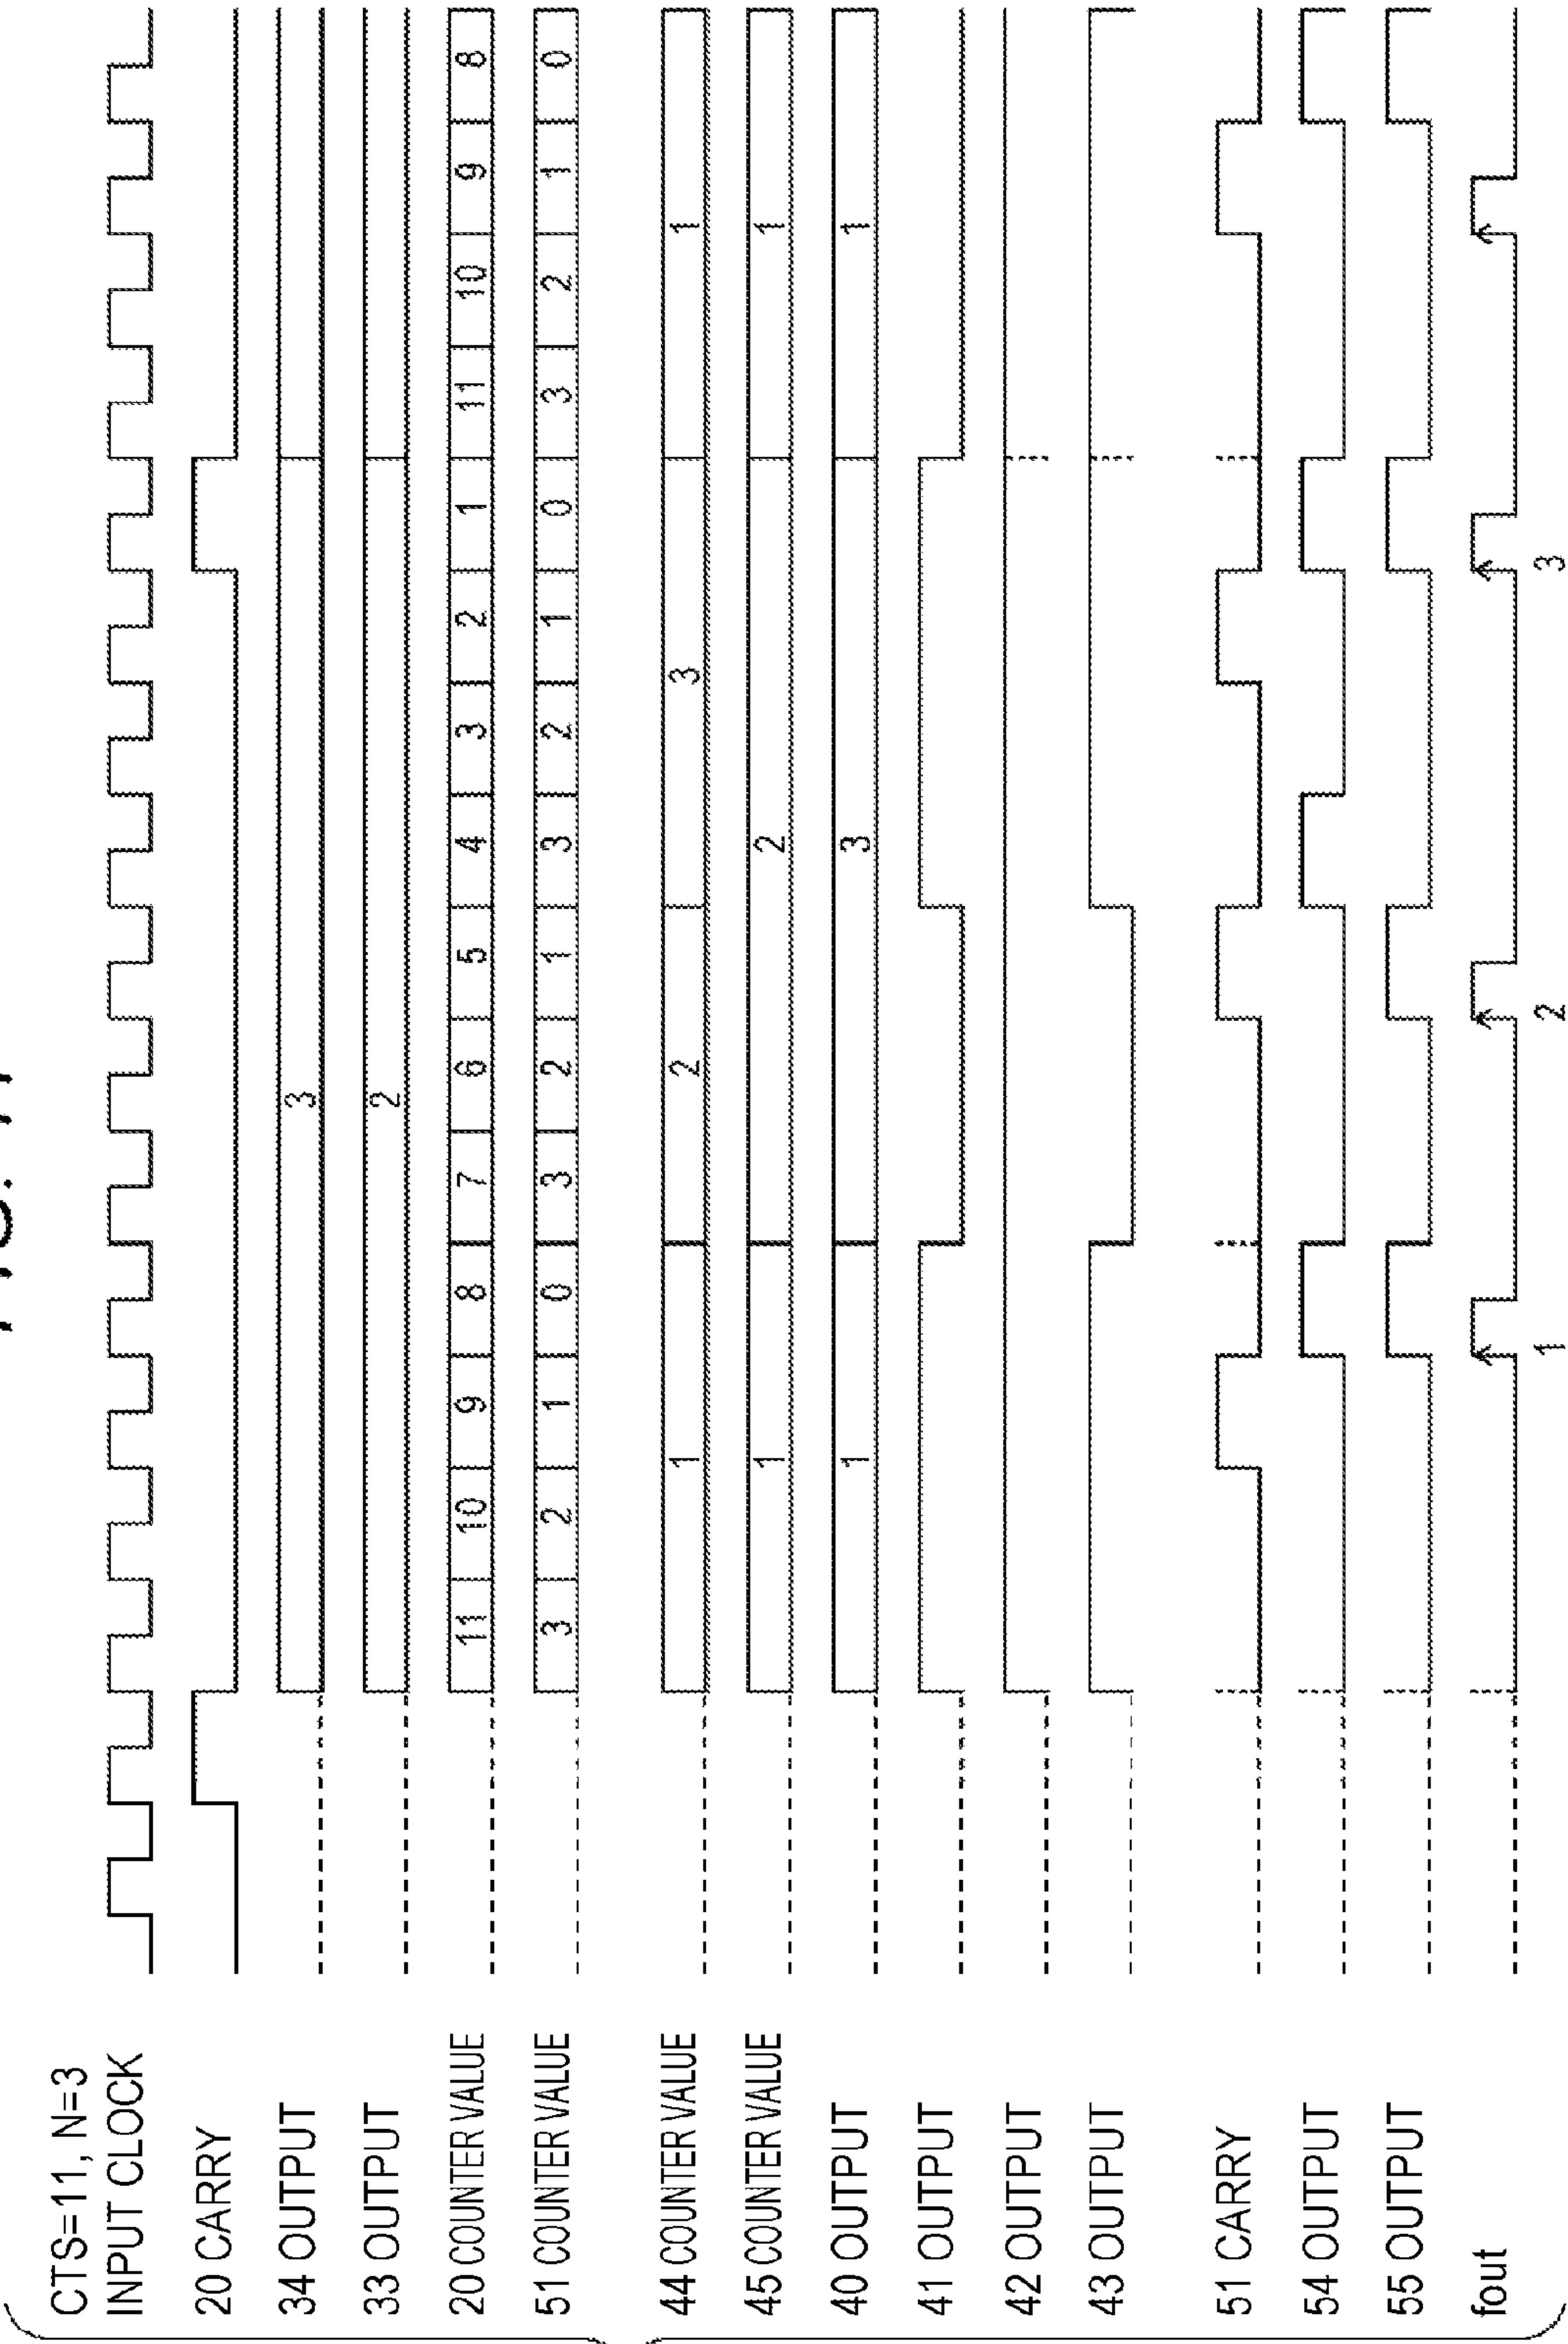 CTS=11, N=3
INPUT CLOCK
20 CARRY
34 OUTPUT 3
33 OUTPUT 2
20 COUNTER VALUE 11 10 9 8 7 6 5 4 3 2 1 11 10 9 8
51 COUNTER VALUE 3 2 1 0 3 2 1 3 2 1 0 3 2 1 0
44 COUNTER VALUE 1 2 3 1
45 COUNTER VALUE 1 2 1
40 OUTPUT 1 3 1
41 OUTPUT
42 OUTPUT
43 OUTPUT
51 CARRY
54 OUTPUT
55 OUTPUT
fout
1 2 3